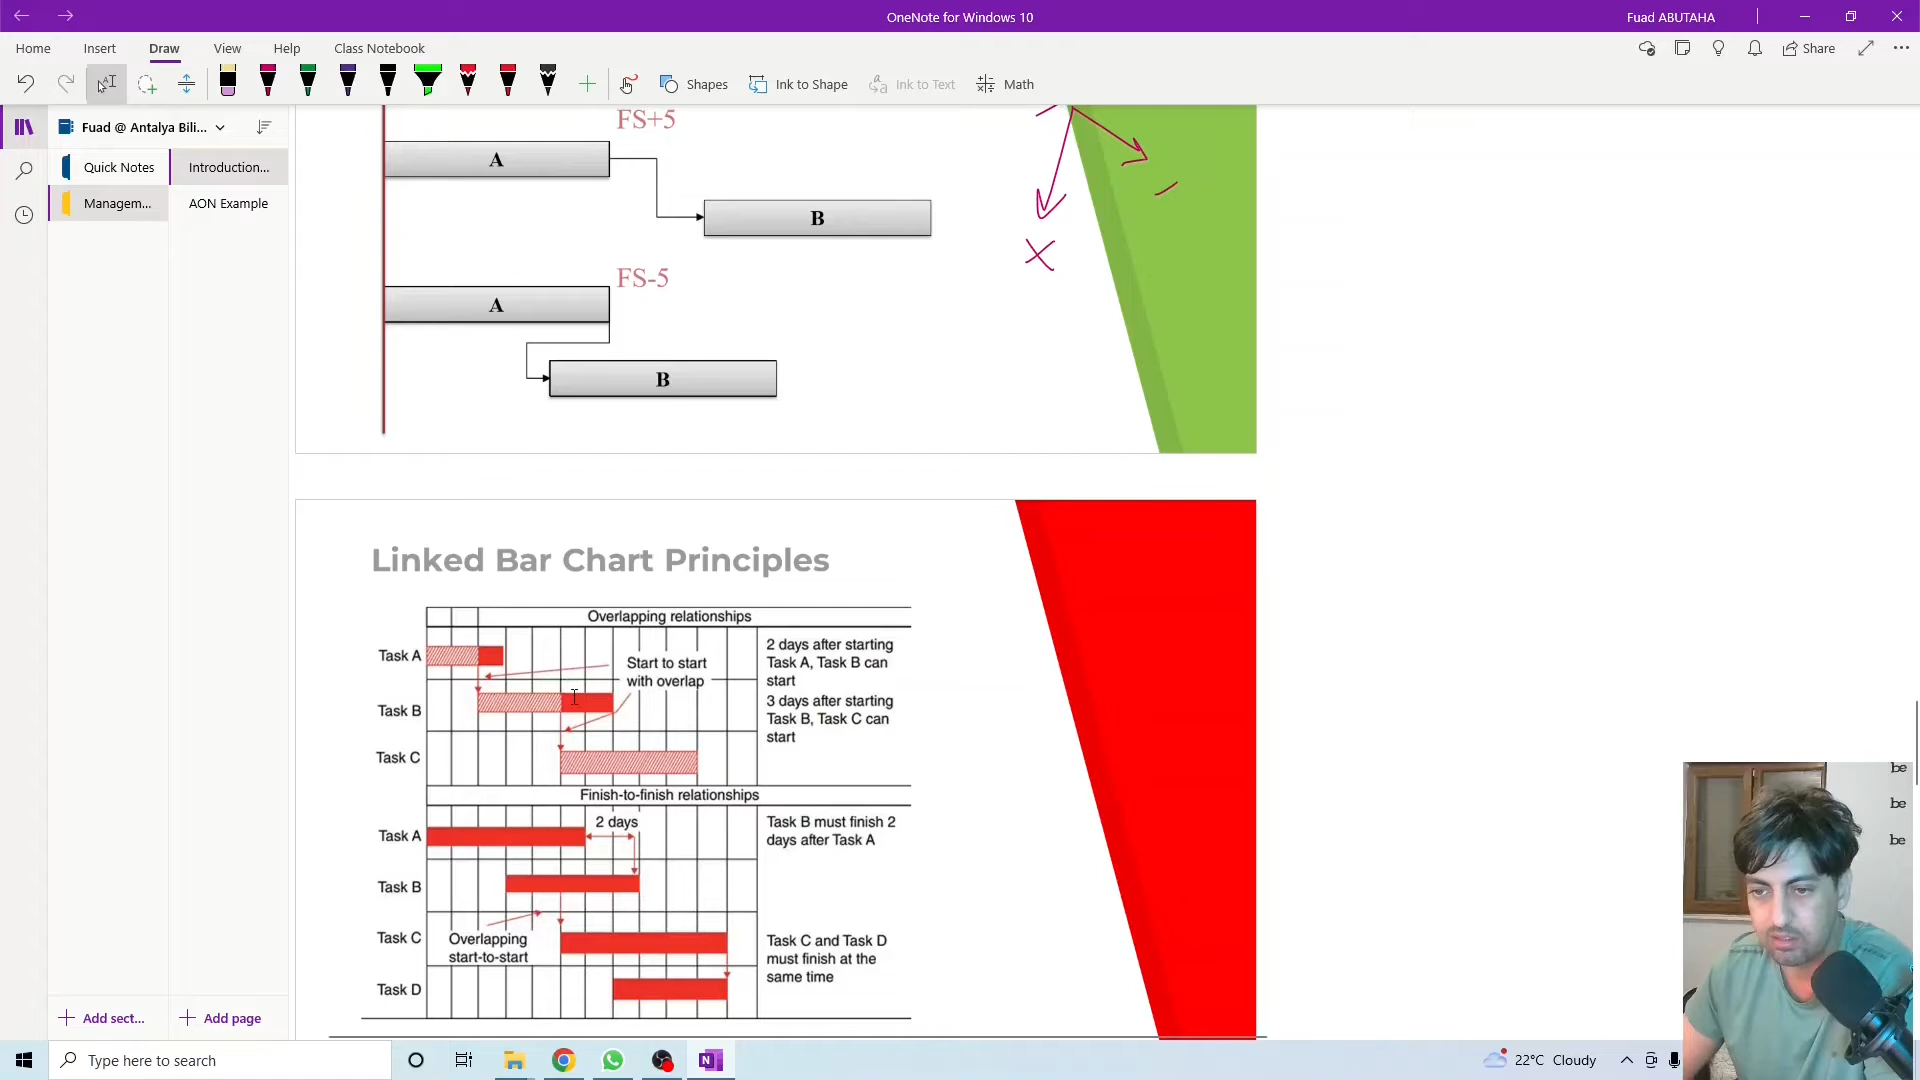 OneNote for Windows 10
Fuad ABUTAHA
Home Insert Draw View Help Class Notebook
Share
Shapes Ink to Shape Ink to Text Math
Fuad @ Antalya Bili...
Quick Notes
Managem...
Introduction...
AON Example
Add sect...
Add page
FS+5
A
B
X
FS-5
A
B
Linked Bar Chart Principles
Overlapping relationships
Task A
Task B
Task C
Start to start
with overlap
2 days after starting
Task A, Task B can
start
3 days after starting
Task B, Task C can
start
Finish-to-finish relationships
Task A
2 days
Task B must finish 2
days after Task A
Task B
Task C
Overlapping
start-to-start
Task C and Task D
must finish at the
same time
Task D
be
be
be
Type here to search
22°C Cloudy